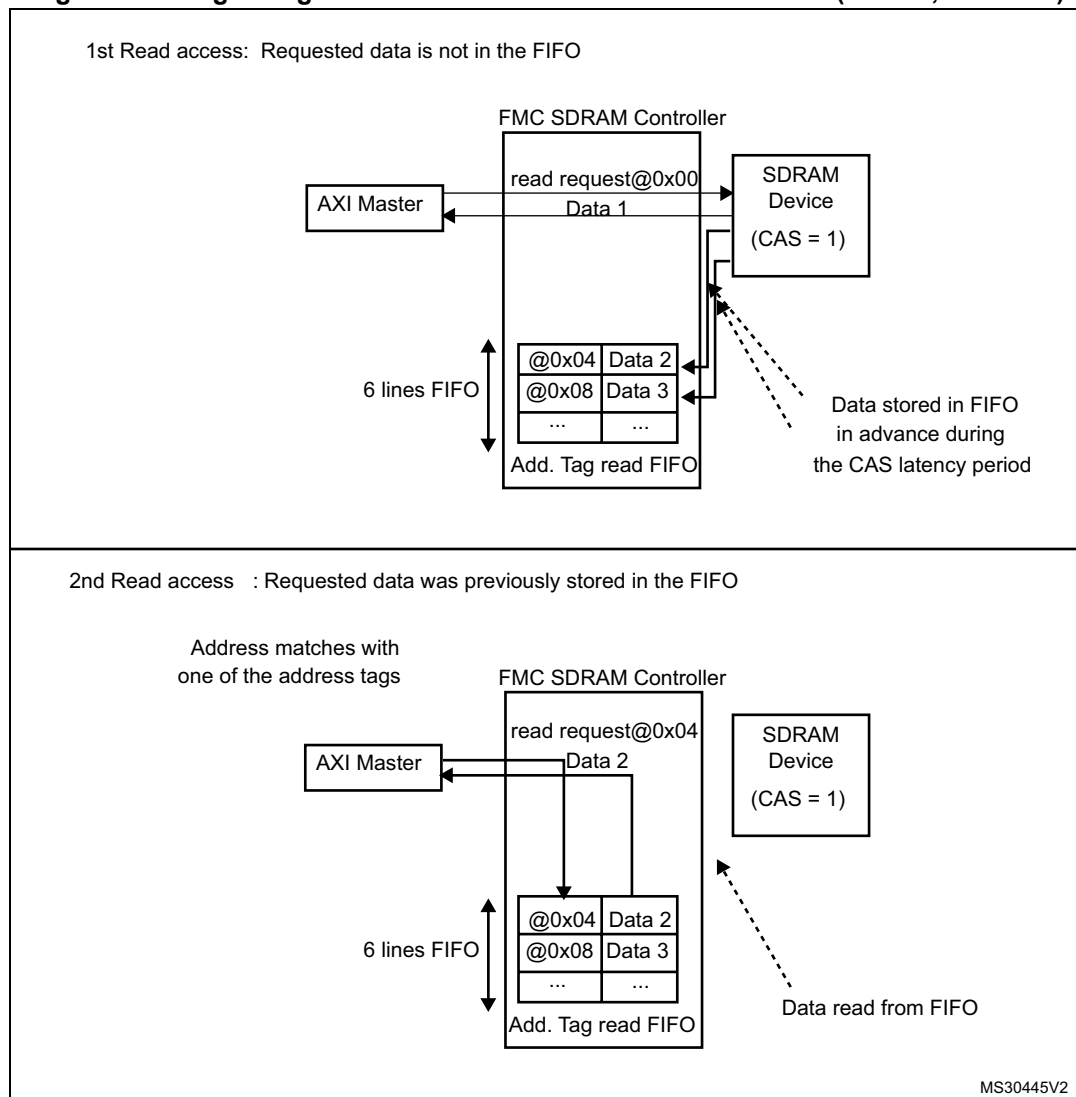 1st Read access: Requested data is not in the FIFO
FMC SDRAM Controller
read request@0x00
Data 1
AXI Master
SDRAM
Device
(CAS = 1)
6 lines FIFO
@0x04 Data 2
@0x08 Data 3
... ...
Add. Tag read FIFO
Data stored in FIFO
in advance during
the CAS latency period
2nd Read access : Requested data was previously stored in the FIFO
Address matches with
one of the address tags
FMC SDRAM Controller
read request@0x04
Data 2
AXI Master
SDRAM
Device
(CAS = 1)
6 lines FIFO
@0x04 Data 2
@0x08 Data 3
... ...
Add. Tag read FIFO
Data read from FIFO
MS30445V2